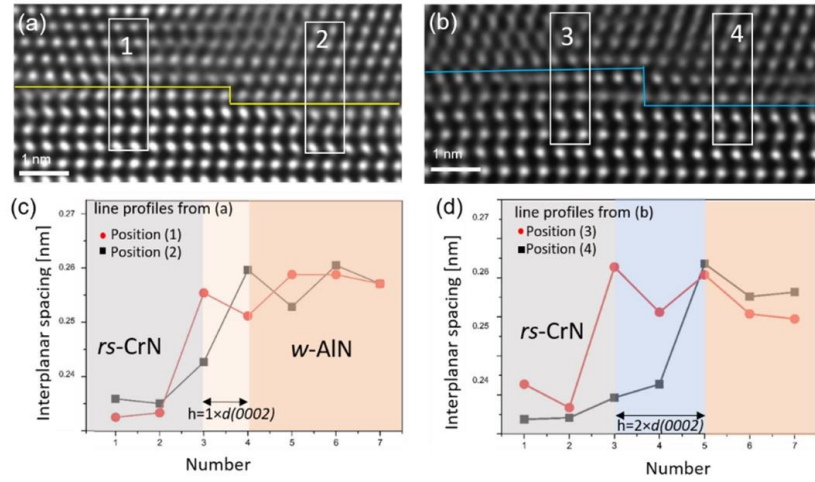 (a)
1
2
1 nm
(b)
3
4
1 nm
(c)
line profiles from (a)
Position (1)
Position (2)
rs-CrN
w-AlN
h=1×d(0002)
Interplanar spacing [nm]
0.27
0.26
0.25
0.24
1 2 3 4 5 6 7
Number
(d)
line profiles from (b)
Position (3)
Position (4)
rs-CrN
h=2×d(0002)
Interplanar spacing [nm]
0.27
0.26
0.25
0.24
1 2 3 4 5 6 7
Number